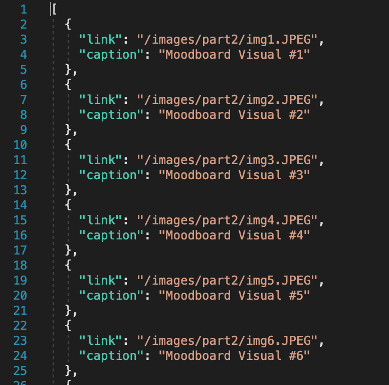 1 [
2 {
3 "link": "/images/part2/img1.JPEG",
4 "caption": "Moodboard Visual #1"
5 },
6 {
7 "link": "/images/part2/img2.JPEG",
8 "caption": "Moodboard Visual #2"
9 },
10 {
11 "link": "/images/part2/img3.JPEG",
12 "caption": "Moodboard Visual #3"
13 },
14 {
15 "link": "/images/part2/img4.JPEG",
16 "caption": "Moodboard Visual #4"
17 },
18 {
19 "link": "/images/part2/img5.JPEG",
20 "caption": "Moodboard Visual #5"
21 },
22 {
23 "link": "/images/part2/img6.JPEG",
24 "caption": "Moodboard Visual #6"
25 },
26 {